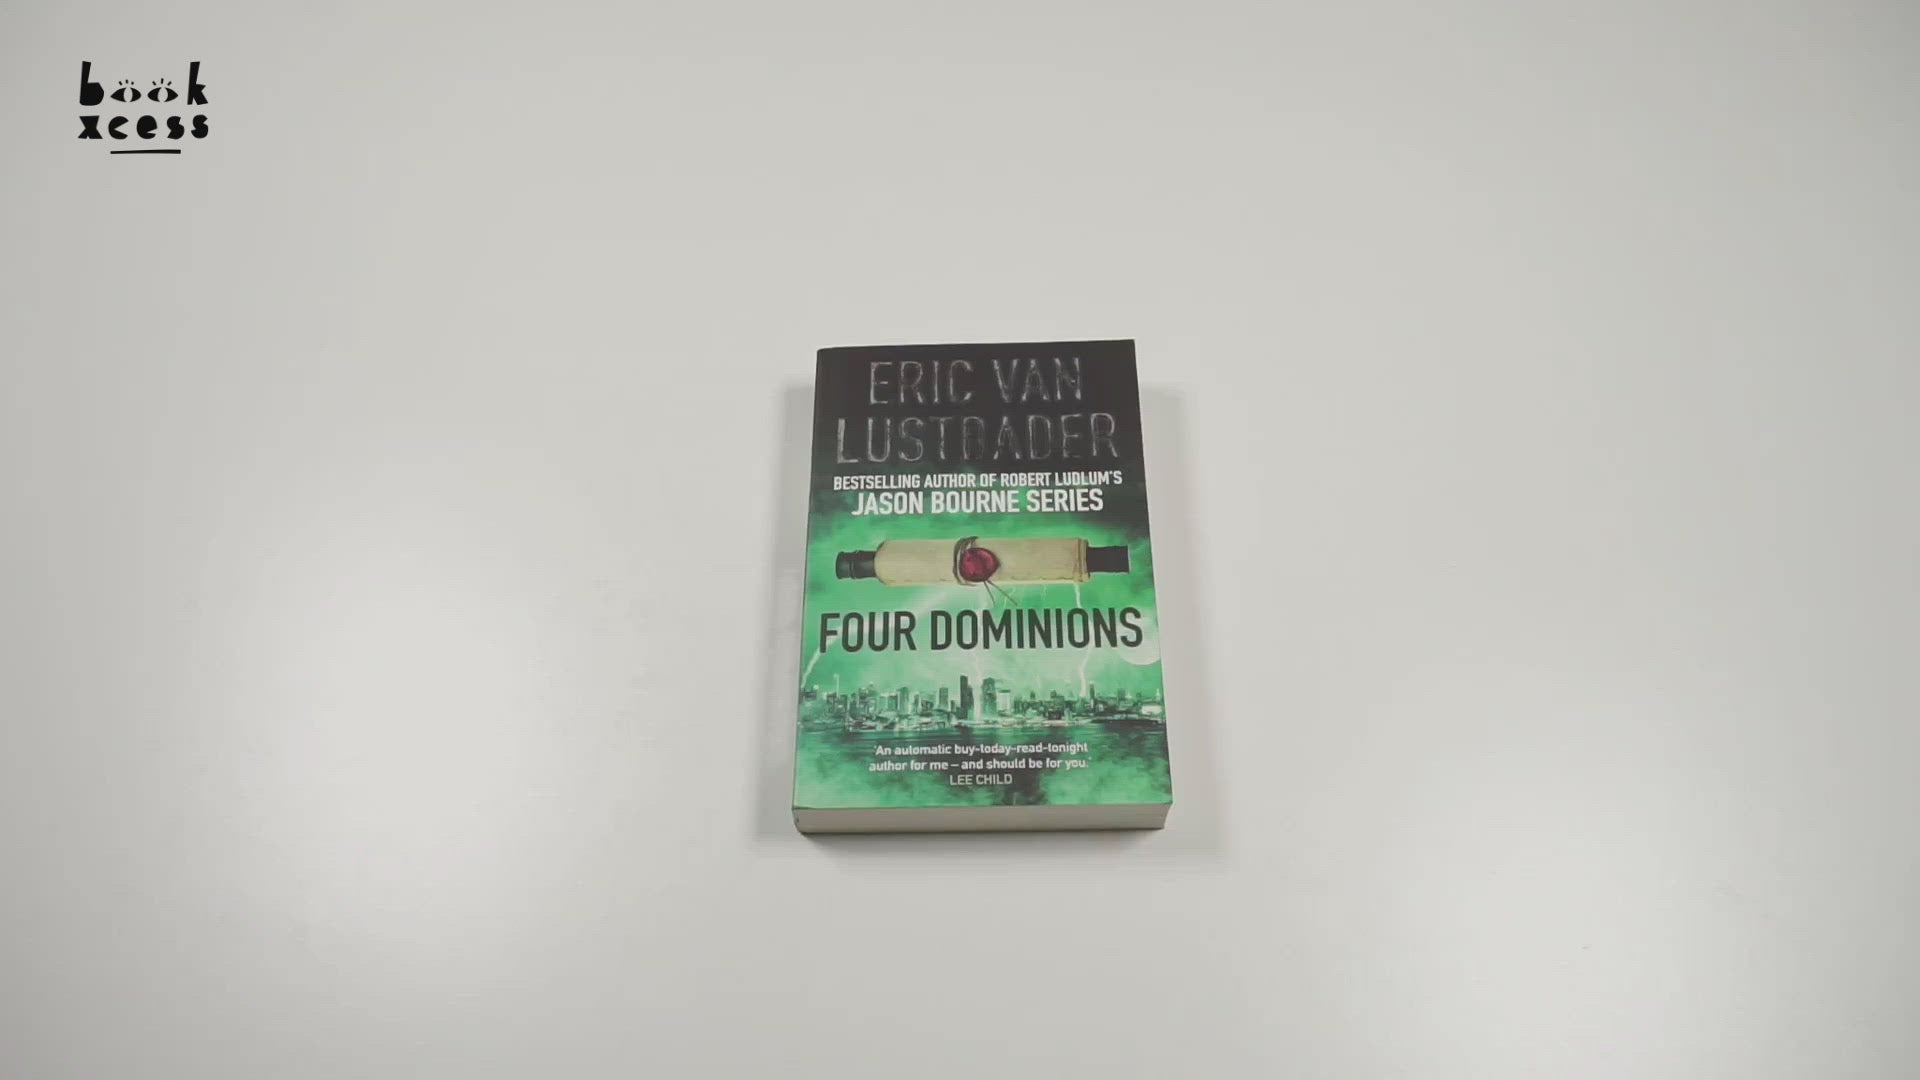 book
xcess
ERIC VAN
LUSTBADER
BESTSELLING AUTHOR OF ROBERT LUDLUM'S
JASON BOURNE SERIES
FOUR DOMINIONS
'An automatic buy-today-read-tonight
author for me – and should be for you.'
LEE CHILD